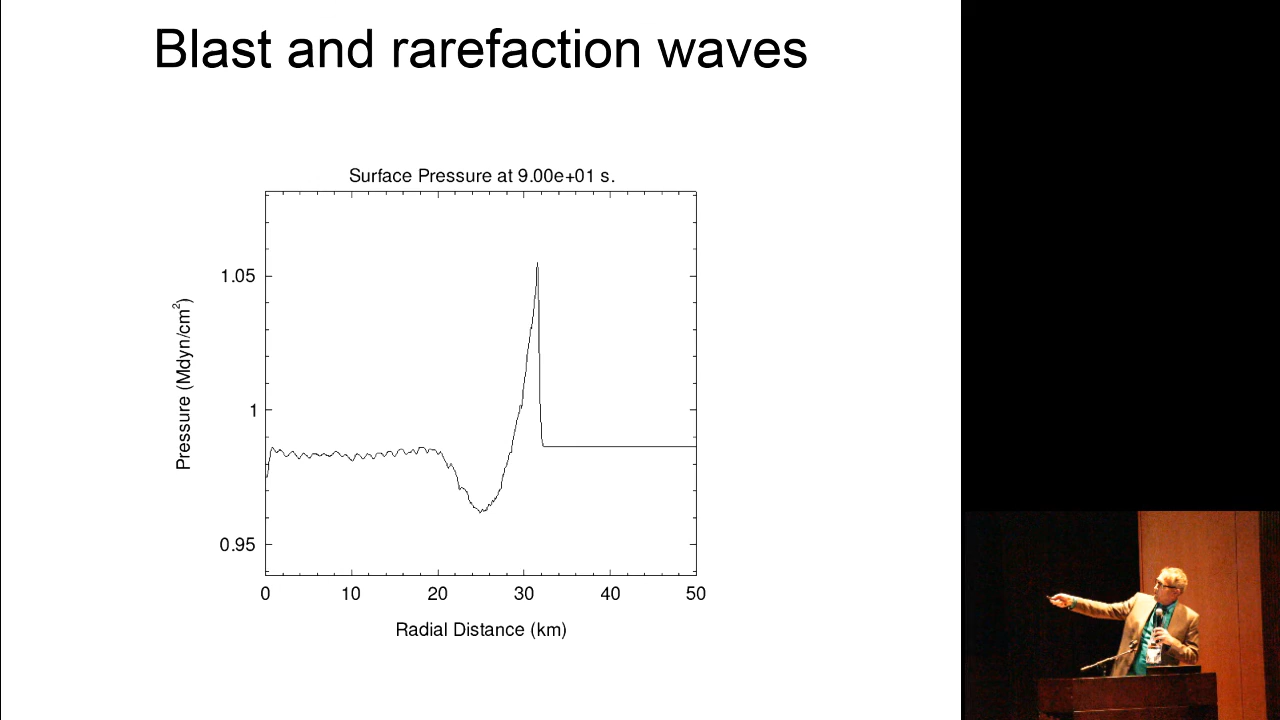 Blast and rarefaction waves
Surface Pressure at 9.00e+01 s.
1.05
1
0.95
Pressure (Mdyn/cm²)
0 10 20 30 40 50
Radial Distance (km)